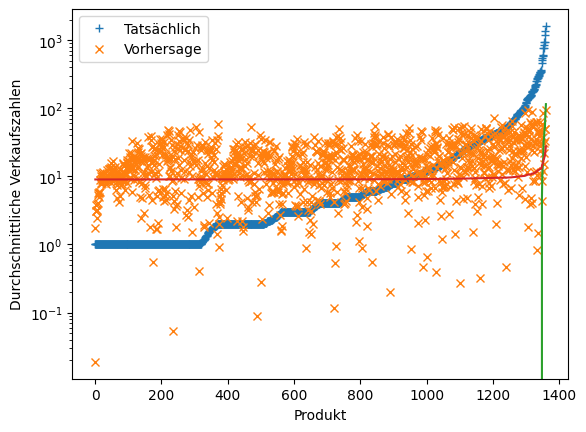 Tatsächlich
Vorhersage
Durchschnittliche Verkaufszahlen
10³
10²
10¹
10⁰
10⁻¹
0 200 400 600 800 1000 1200 1400
Produkt